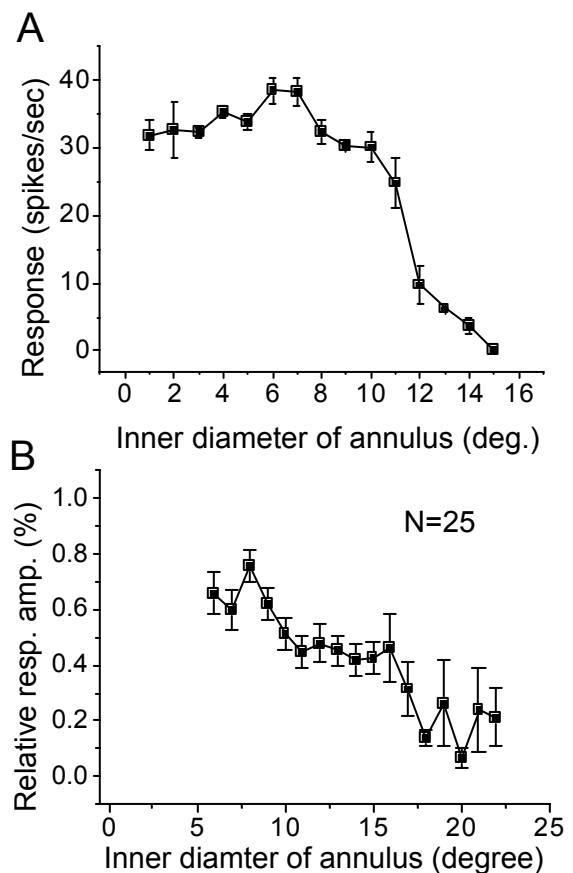 A
40
30
20
10
0
Response (spikes/sec)
0 2 4 6 8 10 12 14 16
Inner diameter of annulus (deg.)
B
N=25
1.0
0.8
0.6
0.4
0.2
0.0
Relative resp. amp. (%)
0 5 10 15 20 25
Inner diamter of annulus (degree)